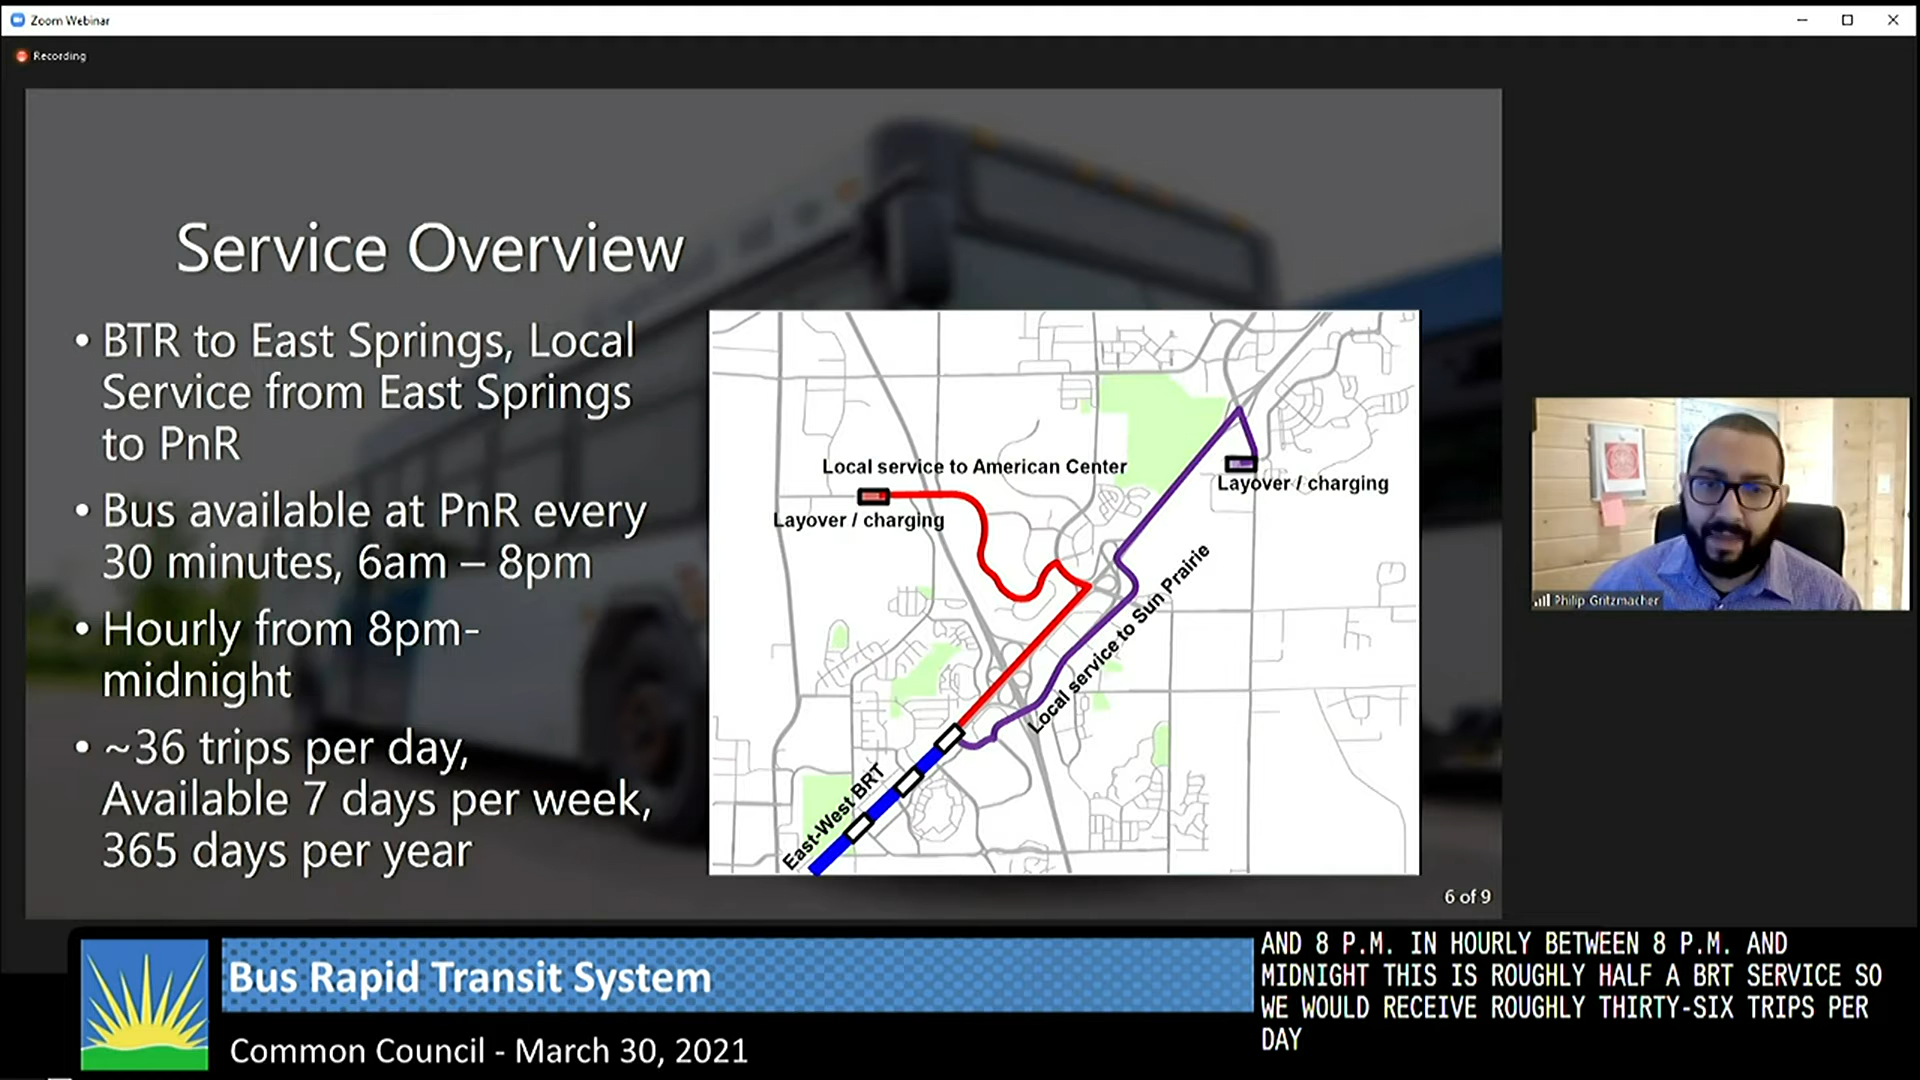 Zoom Webinar
Recording
Service Overview
• BTR to East Springs, Local
Service from East Springs
to PnR
• Bus available at PnR every
30 minutes, 6am – 8pm
• Hourly from 8pm-
midnight
• ~36 trips per day,
Available 7 days per week,
365 days per year
Local service to American Center
Layover / charging
Layover / charging
Local service to Sun Prairie
East-West BRT
6 of 9
Philip Gritzmacher
Bus Rapid Transit System
Common Council - March 30, 2021
AND 8 P.M. IN HOURLY BETWEEN 8 P.M. AND
MIDNIGHT THIS IS ROUGHLY HALF A BRT SERVICE SO
WE WOULD RECEIVE ROUGHLY THIRTY-SIX TRIPS PER
DAY